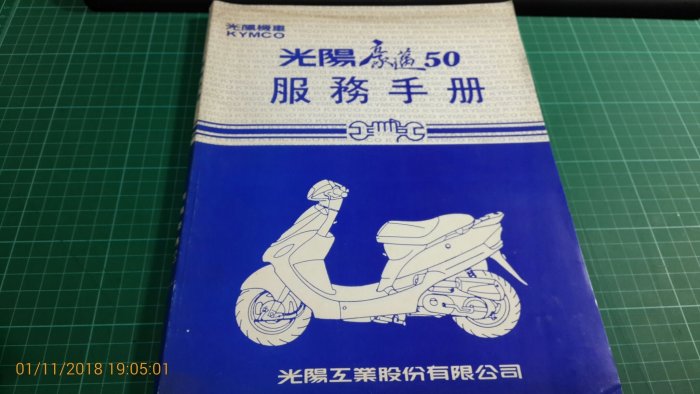 光陽機車
KYMCO
光陽豪邁50
服務手册
光陽工業股份有限公司
01/11/2018 19:05:01